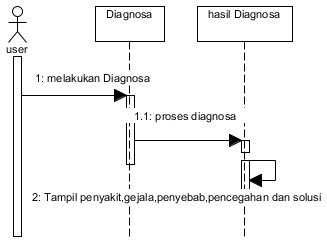 Diagnosa
hasil Diagnosa
user
1: melakukan Diagnosa
1.1: proses diagnosa
2: Tampil penyakit,gejala,penyebab,pencegahan dan solusi